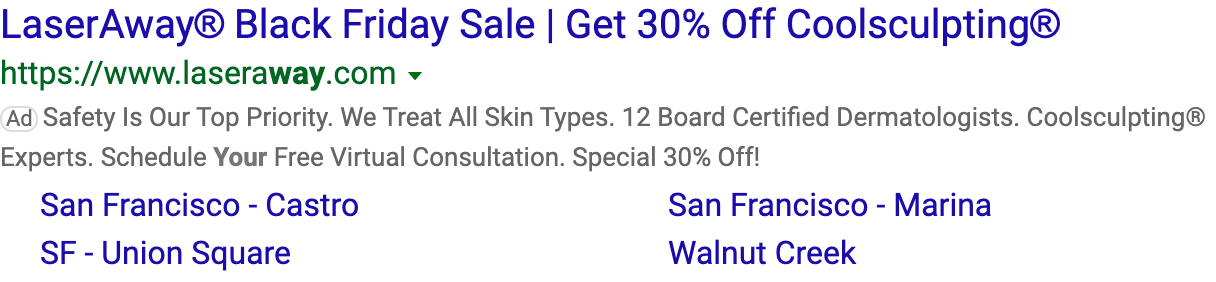 LaserAway® Black Friday Sale | Get 30% Off Coolsculpting®
https://www.laseraway.com
Ad Safety Is Our Top Priority. We Treat All Skin Types. 12 Board Certified Dermatologists. Coolsculpting®
Experts. Schedule Your Free Virtual Consultation. Special 30% Off!
San Francisco - Castro San Francisco - Marina
SF - Union Square Walnut Creek